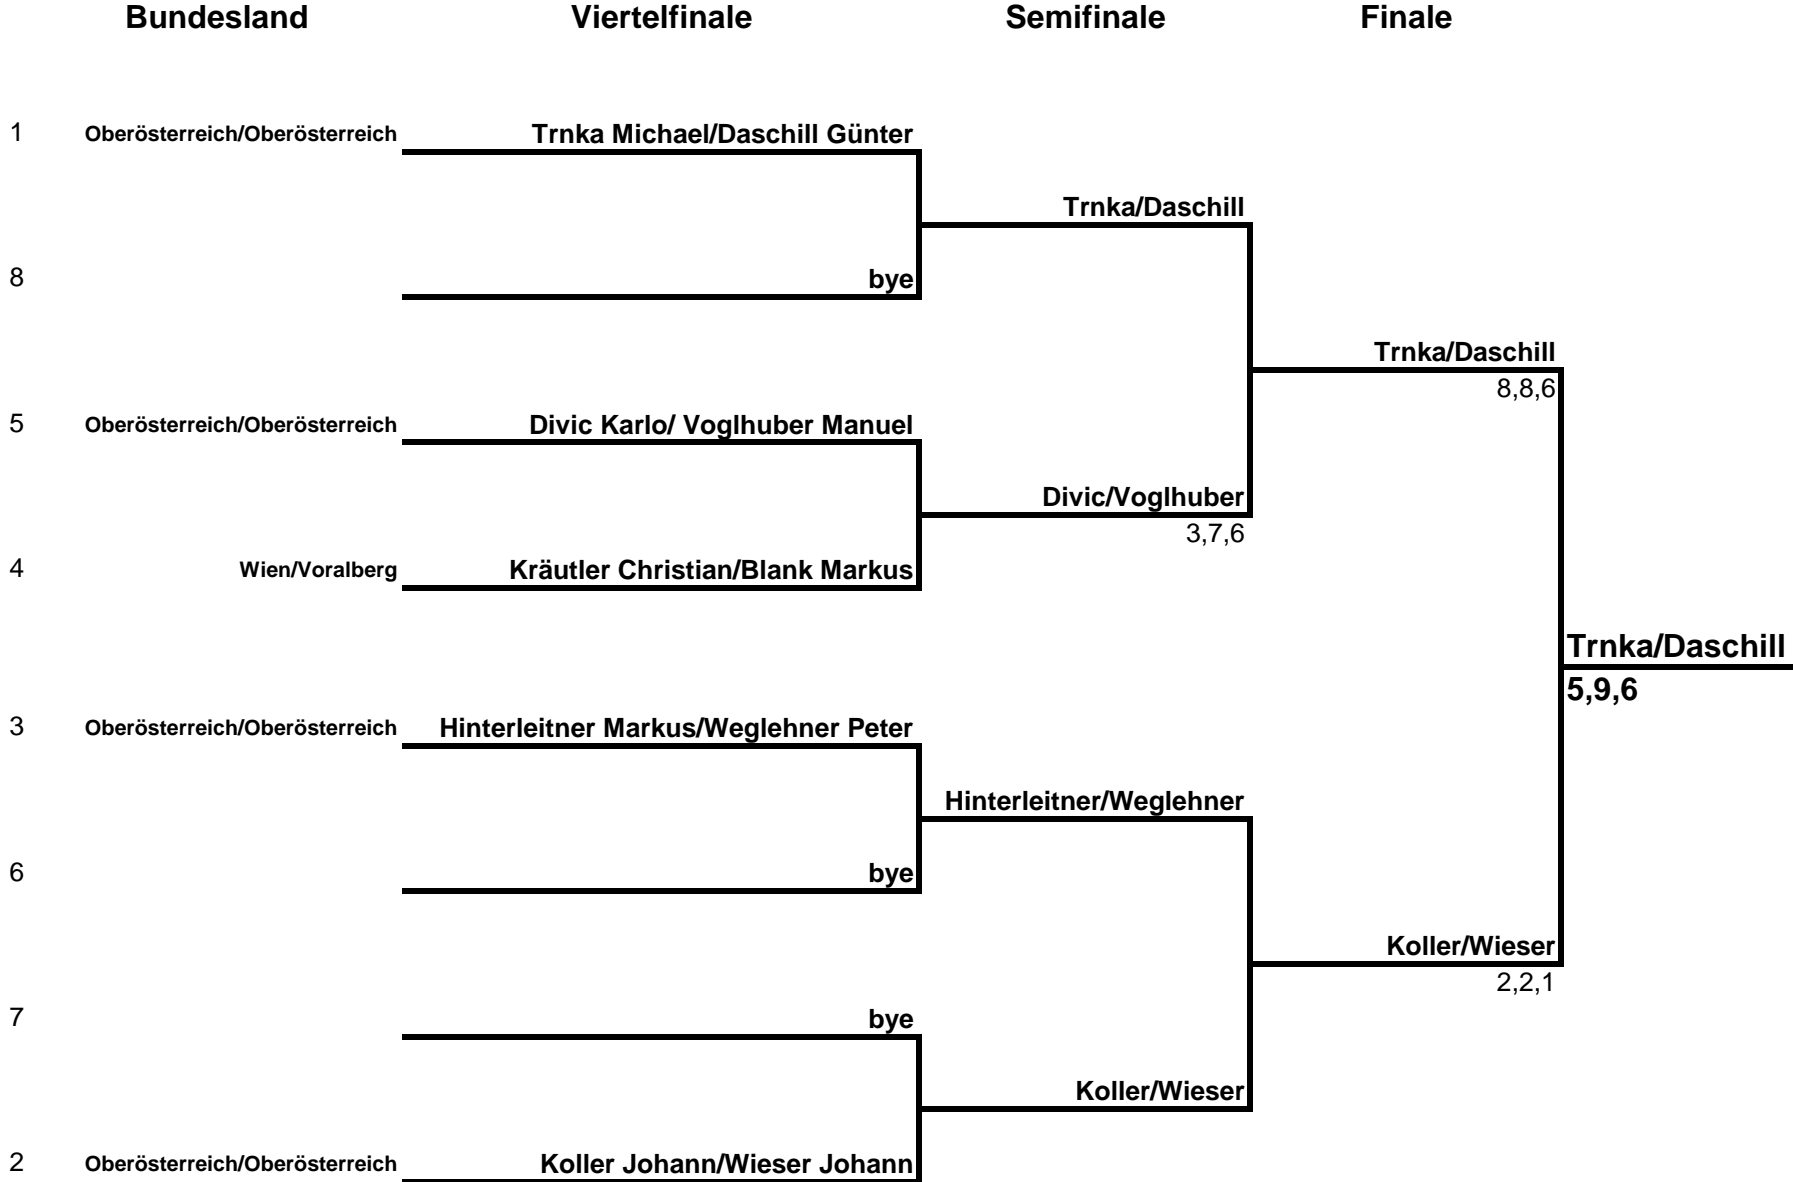 Bundesland Viertelfinale Semifinale Finale
1 Oberösterreich/Oberösterreich Trnka Michael/Daschill Günter
Trnka/Daschill
8 bye
Trnka/Daschill
8,8,6
5 Oberösterreich/Oberösterreich Divic Karlo/ Voglhuber Manuel
Divic/Voglhuber
3,7,6
4 Wien/Voralberg Kräutler Christian/Blank Markus
Trnka/Daschill
5,9,6
3 Oberösterreich/Oberösterreich Hinterleitner Markus/Weglehner Peter
Hinterleitner/Weglehner
6 bye
Koller/Wieser
2,2,1
7 bye
Koller/Wieser
2 Oberösterreich/Oberösterreich Koller Johann/Wieser Johann